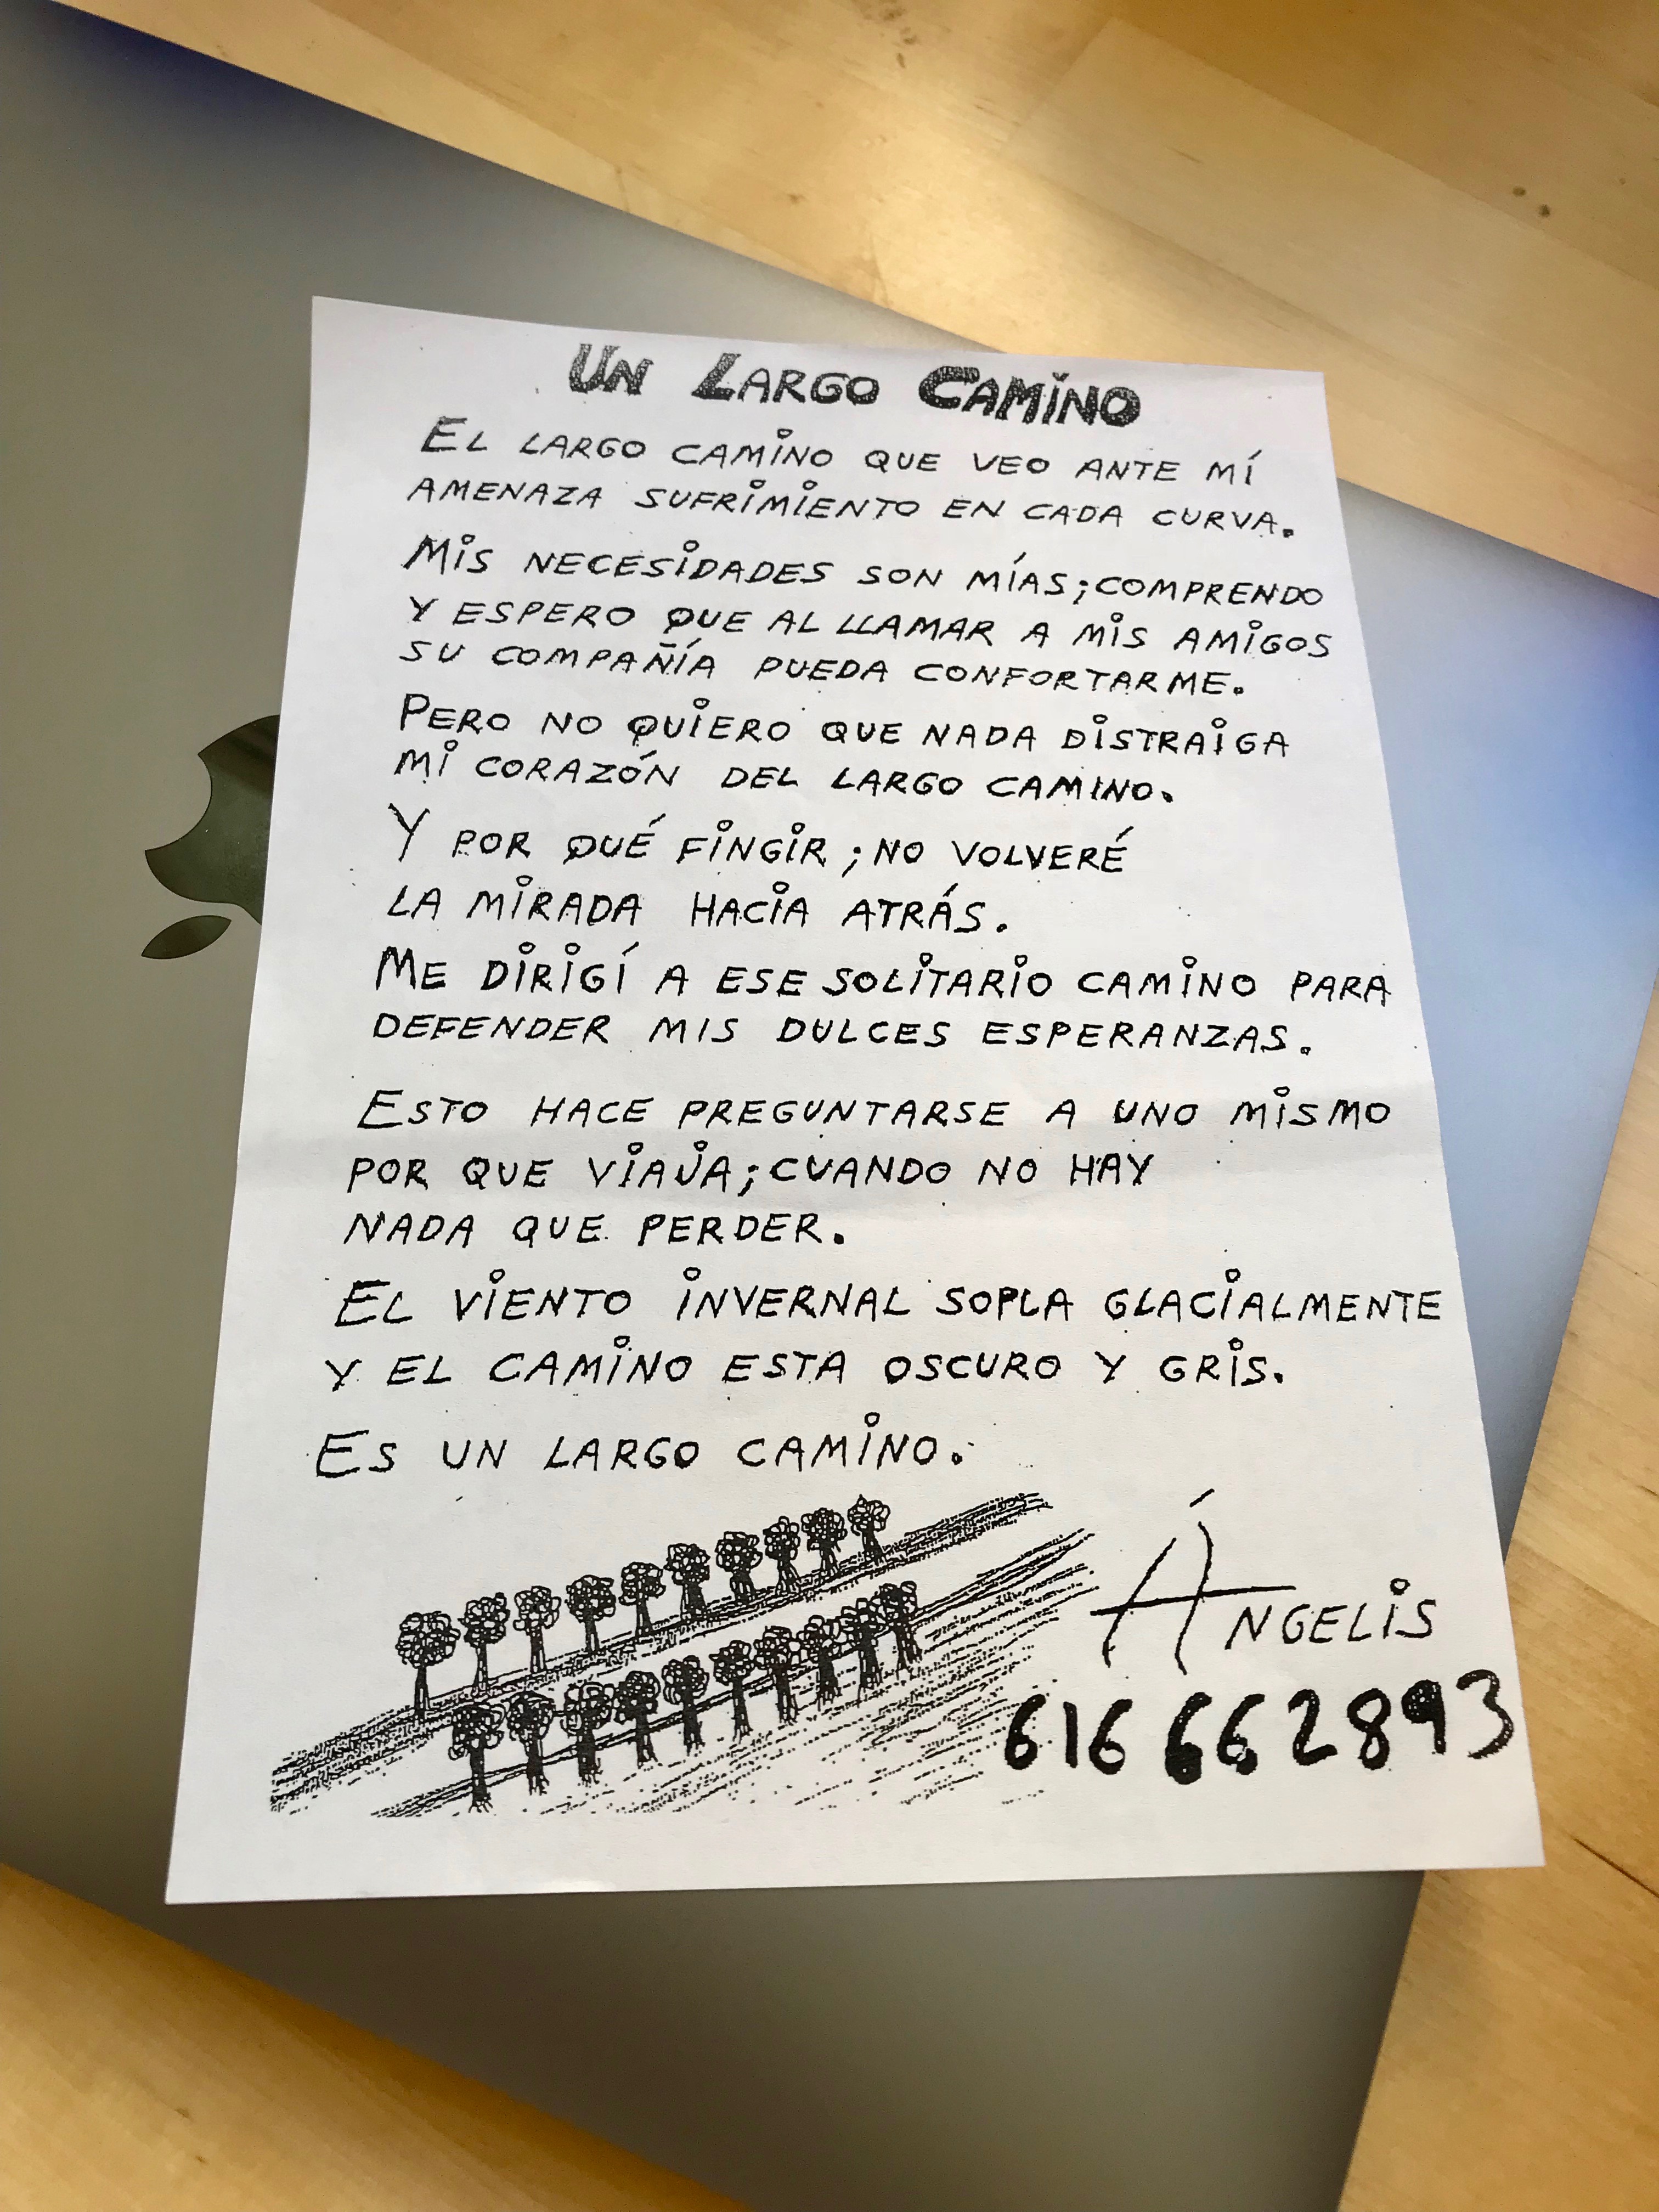 UN LARGO CAMINO
EL LARGO CAMINO QUE VEO ANTE MÍ
AMENAZA SUFRIMIENTO EN CADA CURVA.
MIS NECESIDADES SON MÍAS; COMPRENDO
Y ESPERO QUE AL LLAMAR A MIS AMIGOS
SU COMPAÑÍA PUEDA CONFORTARME.
PERO NO QUIERO QUE NADA DISTRAIGA
MI CORAZÓN DEL LARGO CAMINO.
Y POR QUÉ FINGIR; NO VOLVERÉ
LA MIRADA HACIA ATRÁS.
ME DIRIGÍ A ESE SOLITARIO CAMINO PARA
DEFENDER MIS DULCES ESPERANZAS.
ESTO HACE PREGUNTARSE A UNO MISMO
POR QUE VIAJA; CUANDO NO HAY
NADA QUE PERDER.
EL VIENTO INVERNAL SOPLA GLACIALMENTE
Y EL CAMINO ESTA OSCURO Y GRIS.
ES UN LARGO CAMINO.
ÁNGELIS
616 662893